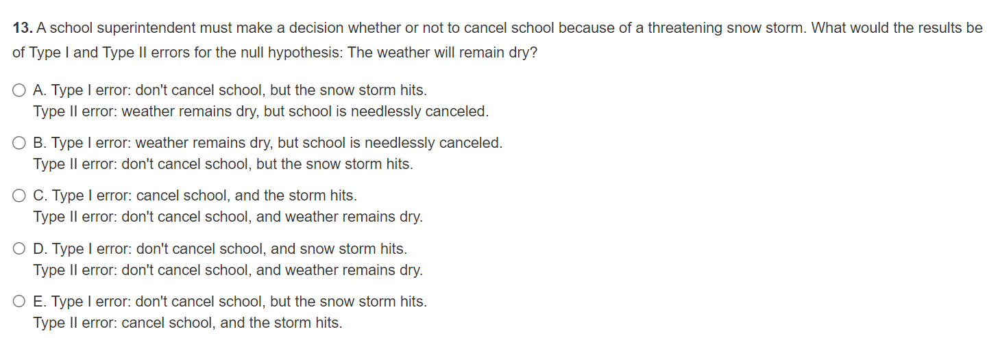 13. A school superintendent must make a decision whether or not to cancel school because of a threatening snow storm. What would the results be
of Type I and Type II errors for the null hypothesis: The weather will remain dry?
A. Type I error: don't cancel school, but the snow storm hits.
Type II error: weather remains dry, but school is needlessly canceled.
B. Type I error: weather remains dry, but school is needlessly canceled.
Type II error: don't cancel school, but the snow storm hits.
C. Type I error: cancel school, and the storm hits.
Type II error: don't cancel school, and weather remains dry.
D. Type I error: don't cancel school, and snow storm hits.
Type II error: don't cancel school, and weather remains dry.
E. Type I error: don't cancel school, but the snow storm hits.
Type II error: cancel school, and the storm hits.